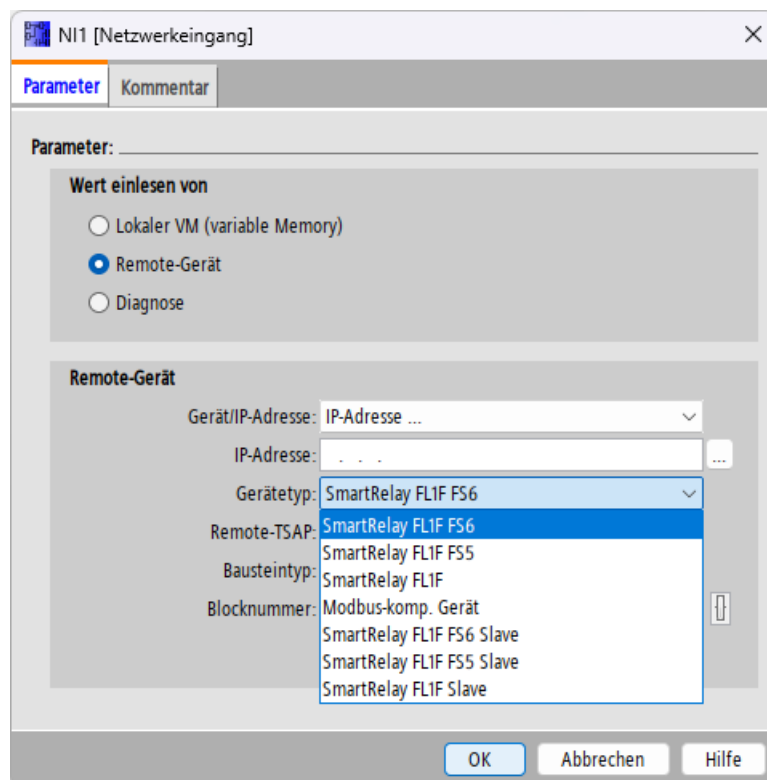 NI1 [Netzwerkeingang]
Parameter Kommentar
Parameter:
Wert einlesen von
Lokaler VM (variable Memory)
Remote-Gerät
Diagnose
Remote-Gerät
Gerät/IP-Adresse: IP-Adresse ...
IP-Adresse: . . . ...
Gerätetyp: SmartRelay FL1F FS6
Remote-TSAP: SmartRelay FL1F FS6
SmartRelay FL1F FS5
Bausteintyp: SmartRelay FL1F
Blocknummer: Modbus-komp. Gerät
SmartRelay FL1F FS6 Slave
SmartRelay FL1F FS5 Slave
SmartRelay FL1F Slave
OK Abbrechen Hilfe